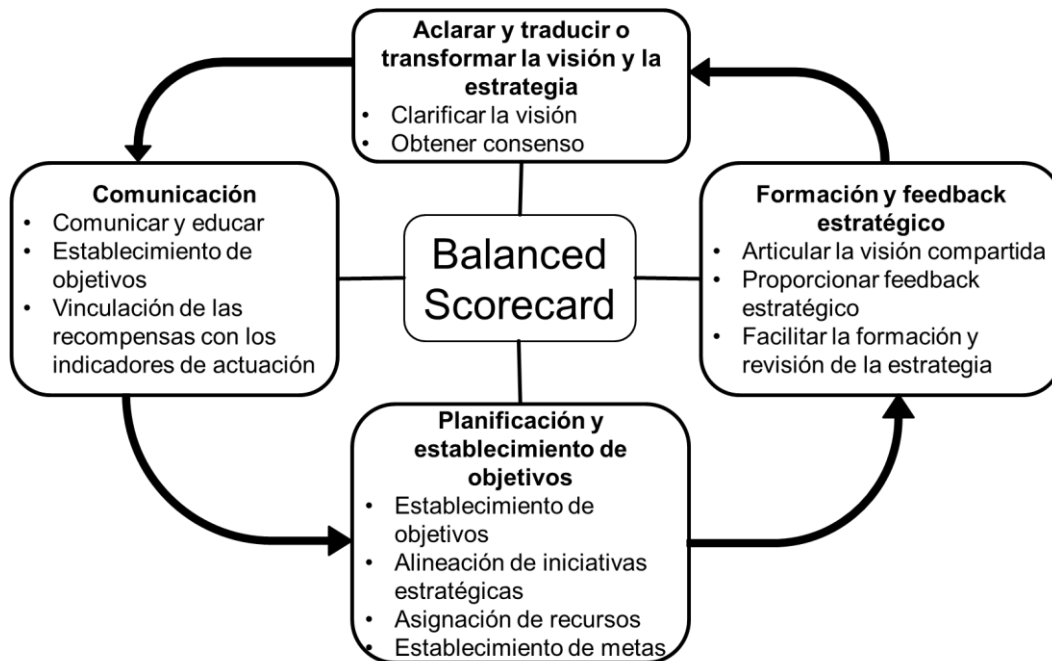 Aclarar y traducir o
transformar la visión y la
estrategia
• Clarificar la visión
• Obtener consenso
Comunicación
• Comunicar y educar
• Establecimiento de
objetivos
• Vinculación de las
recompensas con los
indicadores de actuación
Balanced
Scorecard
Formación y feedback
estratégico
• Articular la visión compartida
• Proporcionar feedback
estratégico
• Facilitar la formación y
revisión de la estrategia
Planificación y
establecimiento de
objetivos
• Establecimiento de
objetivos
• Alineación de iniciativas
estratégicas
• Asignación de recursos
• Establecimiento de metas